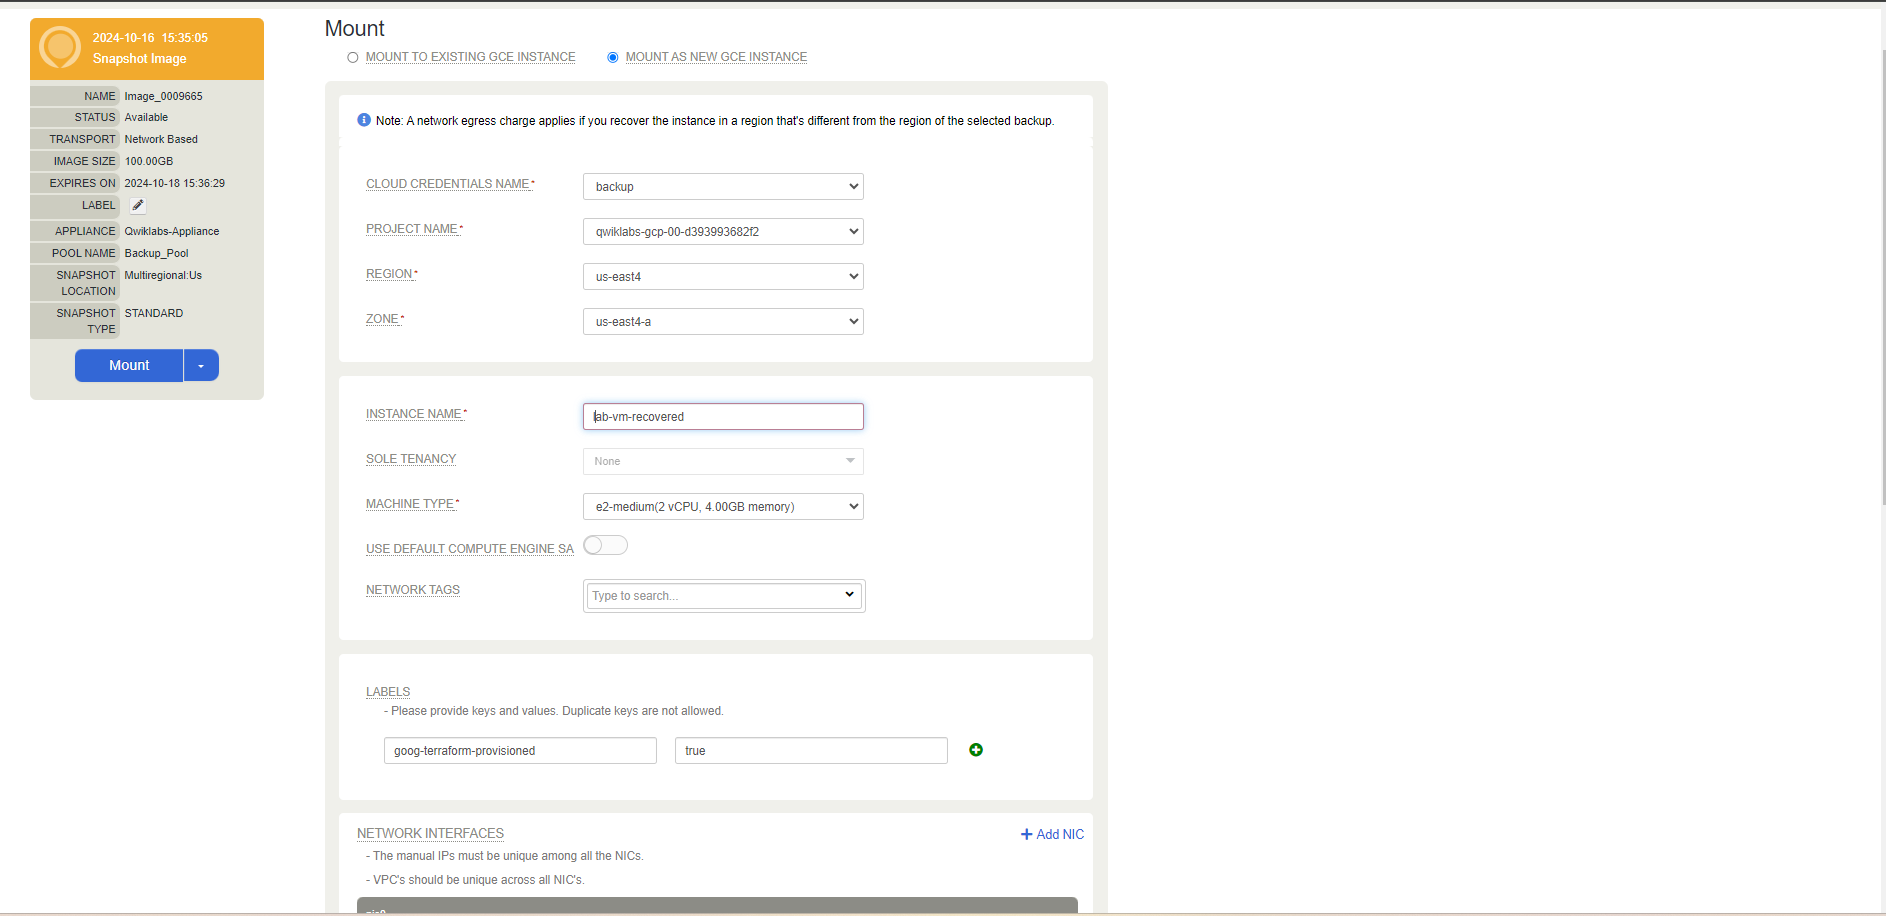 2024-10-16 15:35:05
Snapshot Image
NAME Image_0009665
STATUS Available
TRANSPORT Network Based
IMAGE SIZE 100.00GB
EXPIRES ON 2024-10-18 15:36:29
LABEL
APPLIANCE Qwiklabs-Appliance
POOL NAME Backup_Pool
SNAPSHOT LOCATION Multiregional:Us
SNAPSHOT TYPE STANDARD
Mount
Mount
MOUNT TO EXISTING GCE INSTANCE MOUNT AS NEW GCE INSTANCE
Note: A network egress charge applies if you recover the instance in a region that's different from the region of the selected backup.
CLOUD CREDENTIALS NAME* backup
PROJECT NAME* qwiklabs-gcp-00-d393993682f2
REGION* us-east4
ZONE* us-east4-a
INSTANCE NAME* lab-vm-recovered
SOLE TENANCY None
MACHINE TYPE* e2-medium(2 vCPU, 4.00GB memory)
USE DEFAULT COMPUTE ENGINE SA
NETWORK TAGS Type to search...
LABELS
- Please provide keys and values. Duplicate keys are not allowed.
goog-terraform-provisioned true
NETWORK INTERFACES + Add NIC
- The manual IPs must be unique among all the NICs.
- VPC's should be unique across all NIC's.